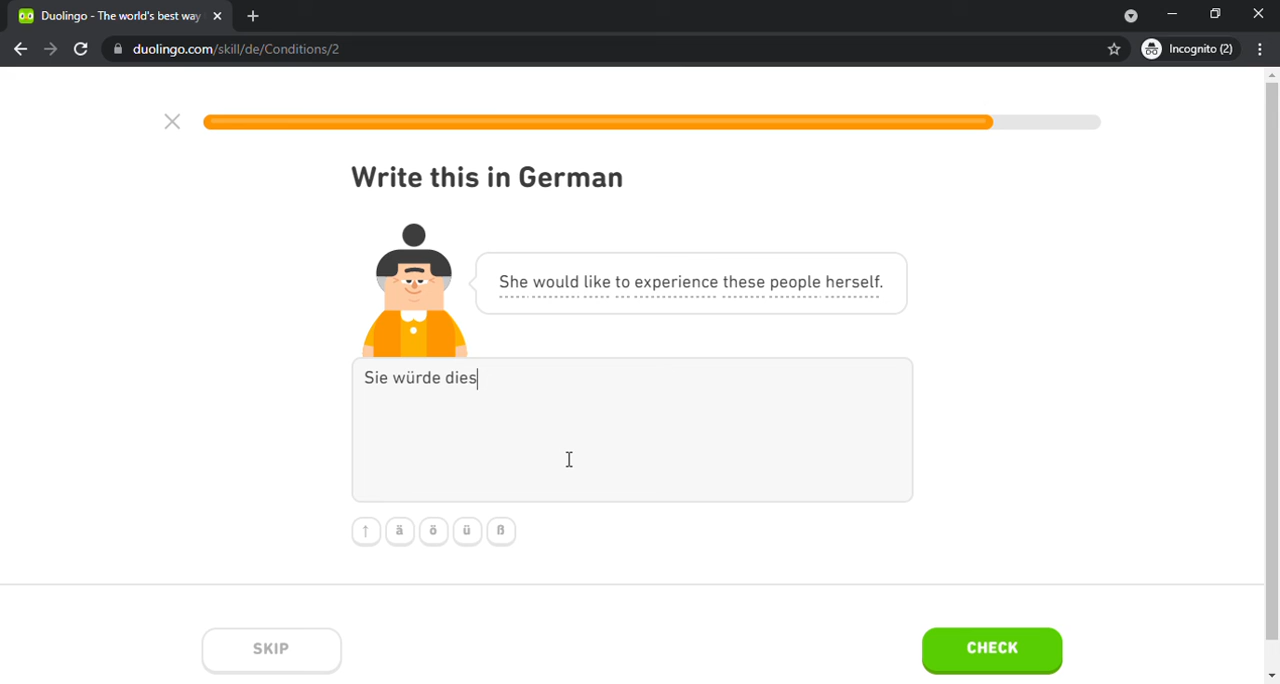 Duolingo - The world's best way
duolingo.com/skill/de/Conditions/2
Incognito (2)
Write this in German
She would like to experience these people herself.
Sie würde dies
↑ ä ö ü ß
SKIP
CHECK